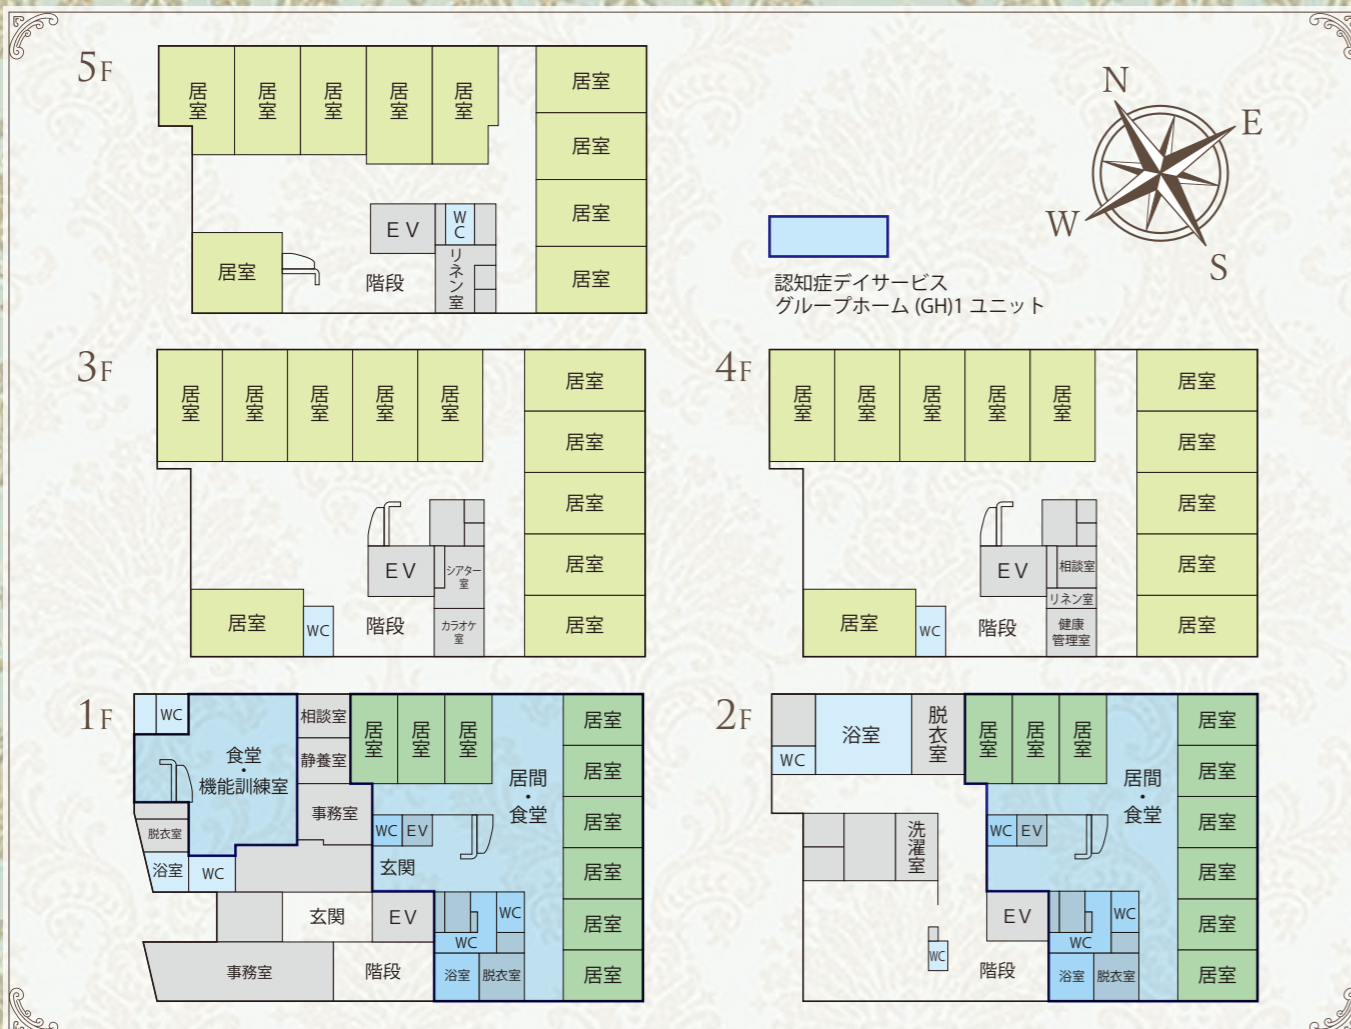 5F
居室
居室
居室
居室
居室
居室
居室
居室
居室
居室
EV
WC
リネン室
階段
N
E
W
S
認知症デイサービス
グループホーム (GH)1 ユニット
3F
居室
居室
居室
居室
居室
居室
居室
居室
居室
居室
居室
EV
シアター
室
カラオケ
室
WC
階段
4F
居室
居室
居室
居室
居室
居室
居室
居室
居室
居室
居室
EV
相談室
リネン室
健康
管理室
WC
階段
1F
WC
食堂
・
機能訓練室
相談室
静養室
事務室
居室
居室
居室
居間
・
食堂
居室
居室
居室
居室
居室
居室
脱衣室
浴室
WC
WC
EV
玄関
玄関
EV
WC
WC
浴室
脱衣室
事務室
階段
2F
WC
浴室
脱衣室
居室
居室
居室
居間
・
食堂
居室
居室
居室
居室
居室
居室
洗濯室
WC
EV
EV
WC
WC
WC
浴室
脱衣室
階段